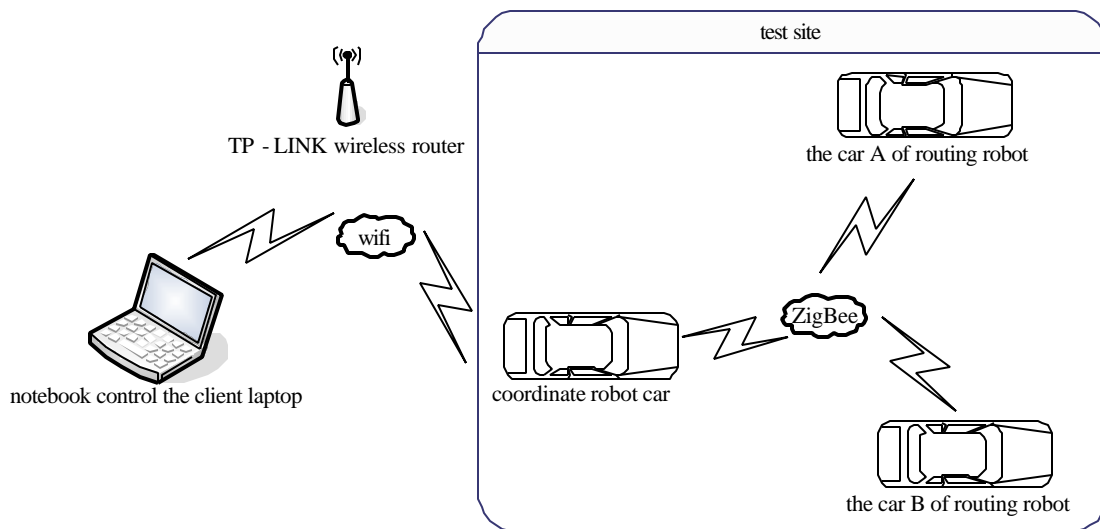 test site
TP - LINK wireless router
the car A of routing robot
wifi
ZigBee
notebook control the client laptop
coordinate robot car
the car B of routing robot